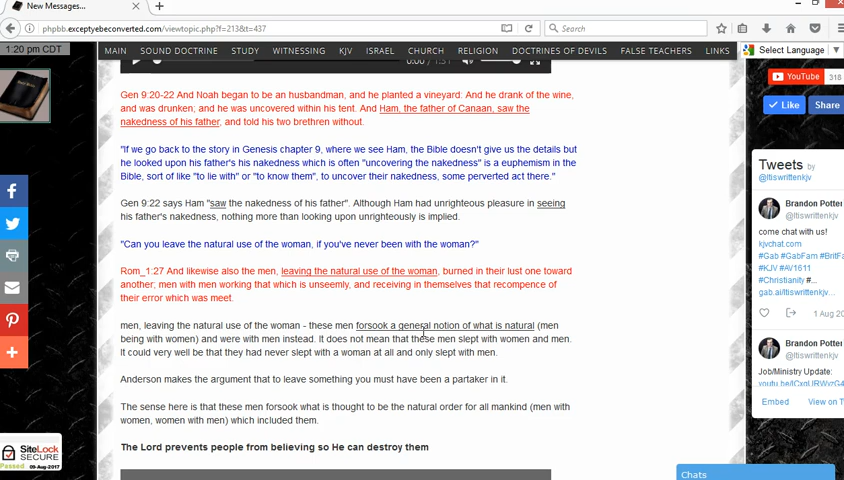 New Messages...
phpbb.exceptyebeconverted.com/viewtopic.php?f=213&t=437
Search
1:20 pm CDT
MAIN SOUND DOCTRINE STUDY WITNESSING KJV ISRAEL CHURCH RELIGION DOCTRINES OF DEVILS FALSE TEACHERS LINKS
Select Language
0:00 / 1:51
Gen 9:20-22 And Noah began to be an husbandman, and he planted a vineyard: And he drank of the wine,
and was drunken; and he was uncovered within his tent. And Ham, the father of Canaan, saw the
nakedness of his father, and told his two brethren without.
"If we go back to the story in Genesis chapter 9, where we see Ham, the Bible doesn't give us the details but
he looked upon his father's his nakedness which is often "uncovering the nakedness" is a euphemism in the
Bible, sort of like "to lie with" or "to know them", to uncover their nakedness, some perverted act there."
Gen 9:22 says Ham "saw the nakedness of his father". Although Ham had unrighteous pleasure in seeing
his father's nakedness, nothing more than looking upon unrighteously is implied.
"Can you leave the natural use of the woman, if you've never been with the woman?"
Rom_1:27 And likewise also the men, leaving the natural use of the woman, burned in their lust one toward
another; men with men working that which is unseemly, and receiving in themselves that recompence of
their error which was meet.
men, leaving the natural use of the woman - these men forsook a general notion of what is natural (men
being with women) and were with men instead. It does not mean that these men slept with women and men.
It could very well be that they had never slept with a woman at all and only slept with men.
Anderson makes the argument that to leave something you must have been a partaker in it.
The sense here is that these men forsook what is thought to be the natural order for all mankind (men with
women, women with men) which included them.
The Lord prevents people from believing so He can destroy them
YouTube 318
Like Share
Tweets by
@Itiswrittenkjv
Brandon Potter
@Itiswrittenkjv
come chat with us!
kjvchat.com
#Gab #GabFam #BritF
#KJV #AV1611
#Christianity #...
gab.ai/Itiswrittenkjv...
1 Aug 20
Brandon Potter
@Itiswrittenkjv
Job/Ministry Update:
Embed View on T
Chats
SiteLock
SECURE
Passed 09-Aug-2017